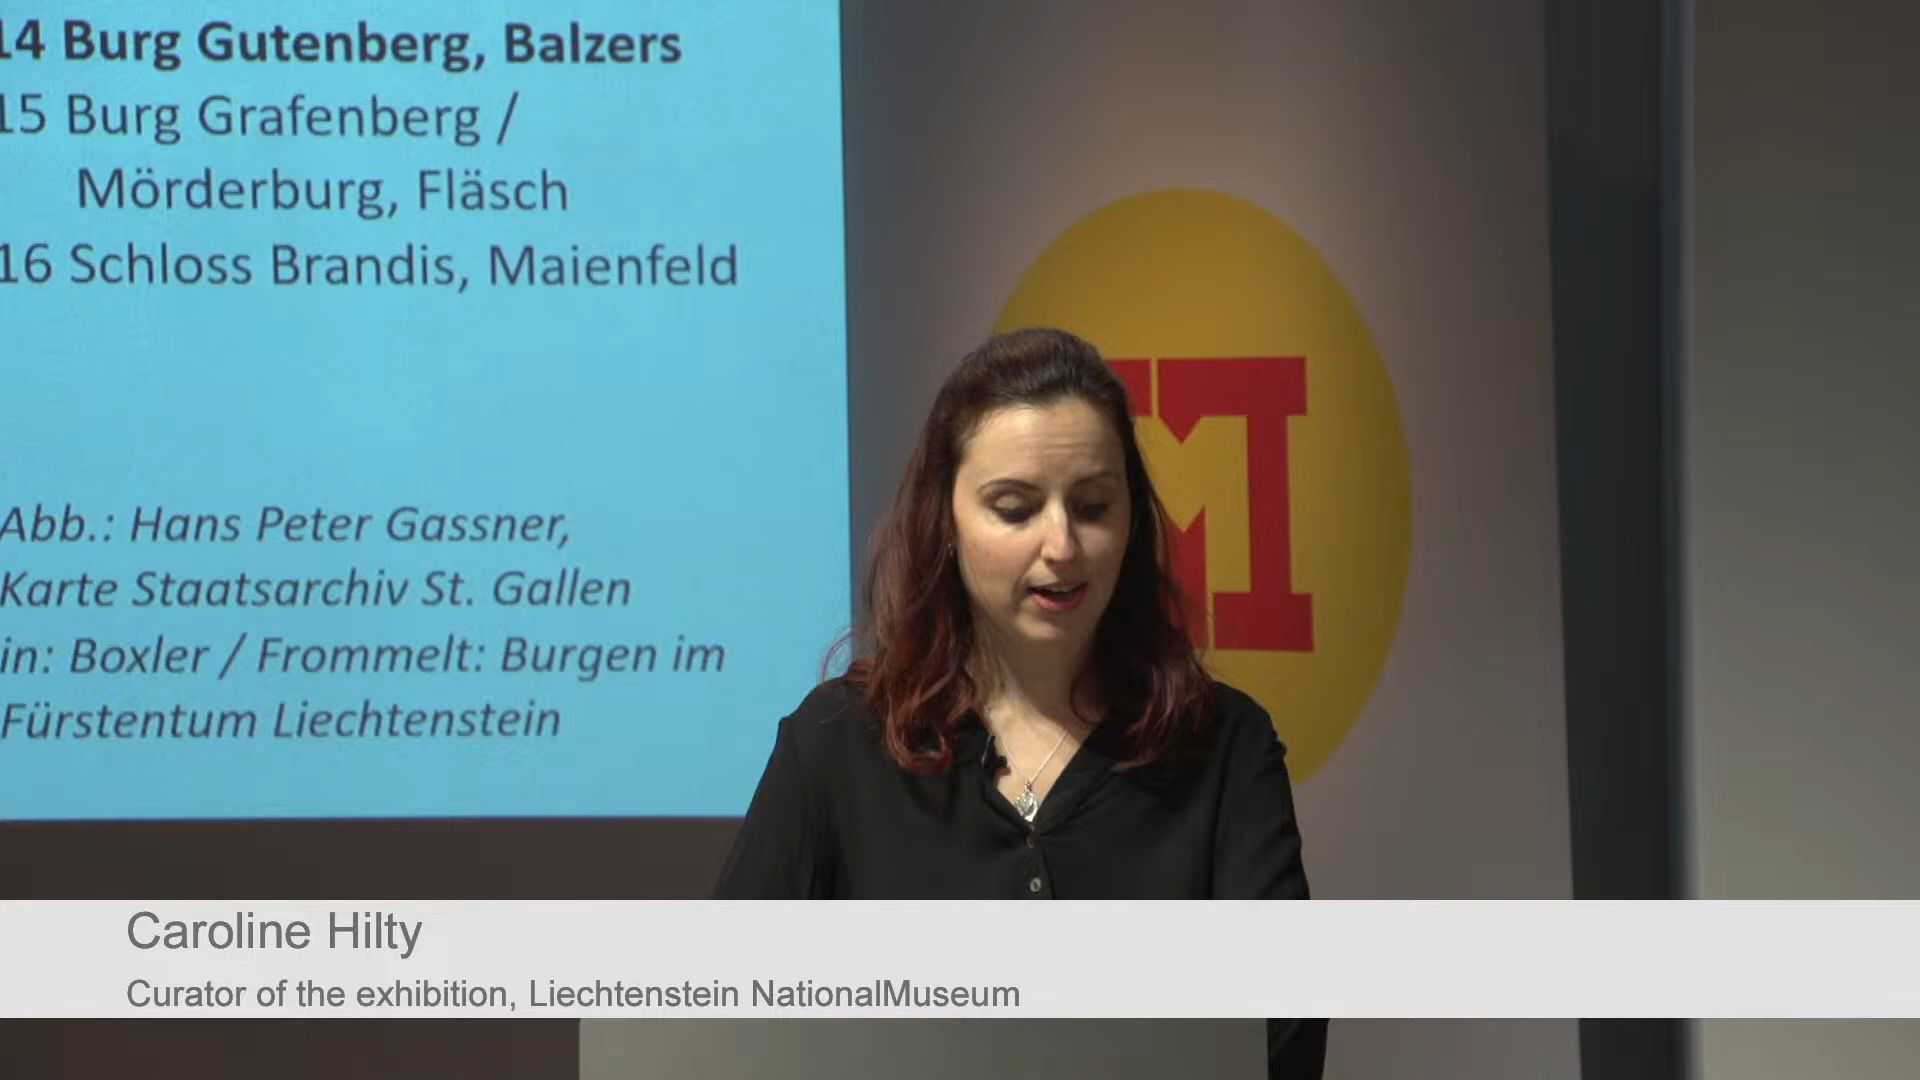 14 Burg Gutenberg, Balzers
15 Burg Grafenberg /
Mörderburg, Fläsch
16 Schloss Brandis, Maienfeld
Abb.: Hans Peter Gassner,
Karte Staatsarchiv St. Gallen
in: Boxler / Frommelt: Burgen im
Fürstentum Liechtenstein
M
Caroline Hilty
Curator of the exhibition, Liechtenstein NationalMuseum